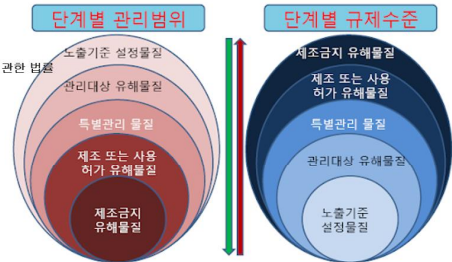 단계별 관리범위
노출기준 설정물질
관한 법률
관리대상 유해물질
특별관리 물질
제조 또는 사용
허가 유해물질
제조금지
유해물질
단계별 규제수준
제조금지 유해물질
제조 또는 사용
허가 유해물질
특별관리 물질
관리대상 유해물질
노출기준
설정물질